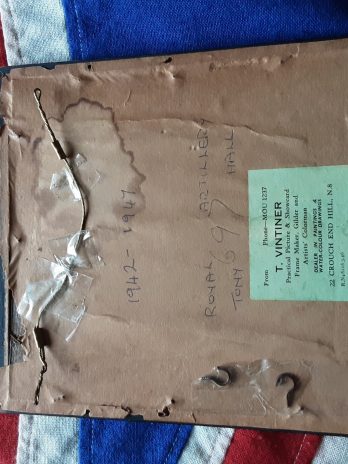 1942 - 1947
ROYAL ARTILLERY
TONY HALL
From Phone—MOU 1237
T. VINTINER
Practical Picture & Showcard
Frame Maker, Gilder and
Artists' Colourman
DEALER IN PAINTINGS &
WATER-COLOUR DRAWINGS
22 CROUCH END HILL, N.8